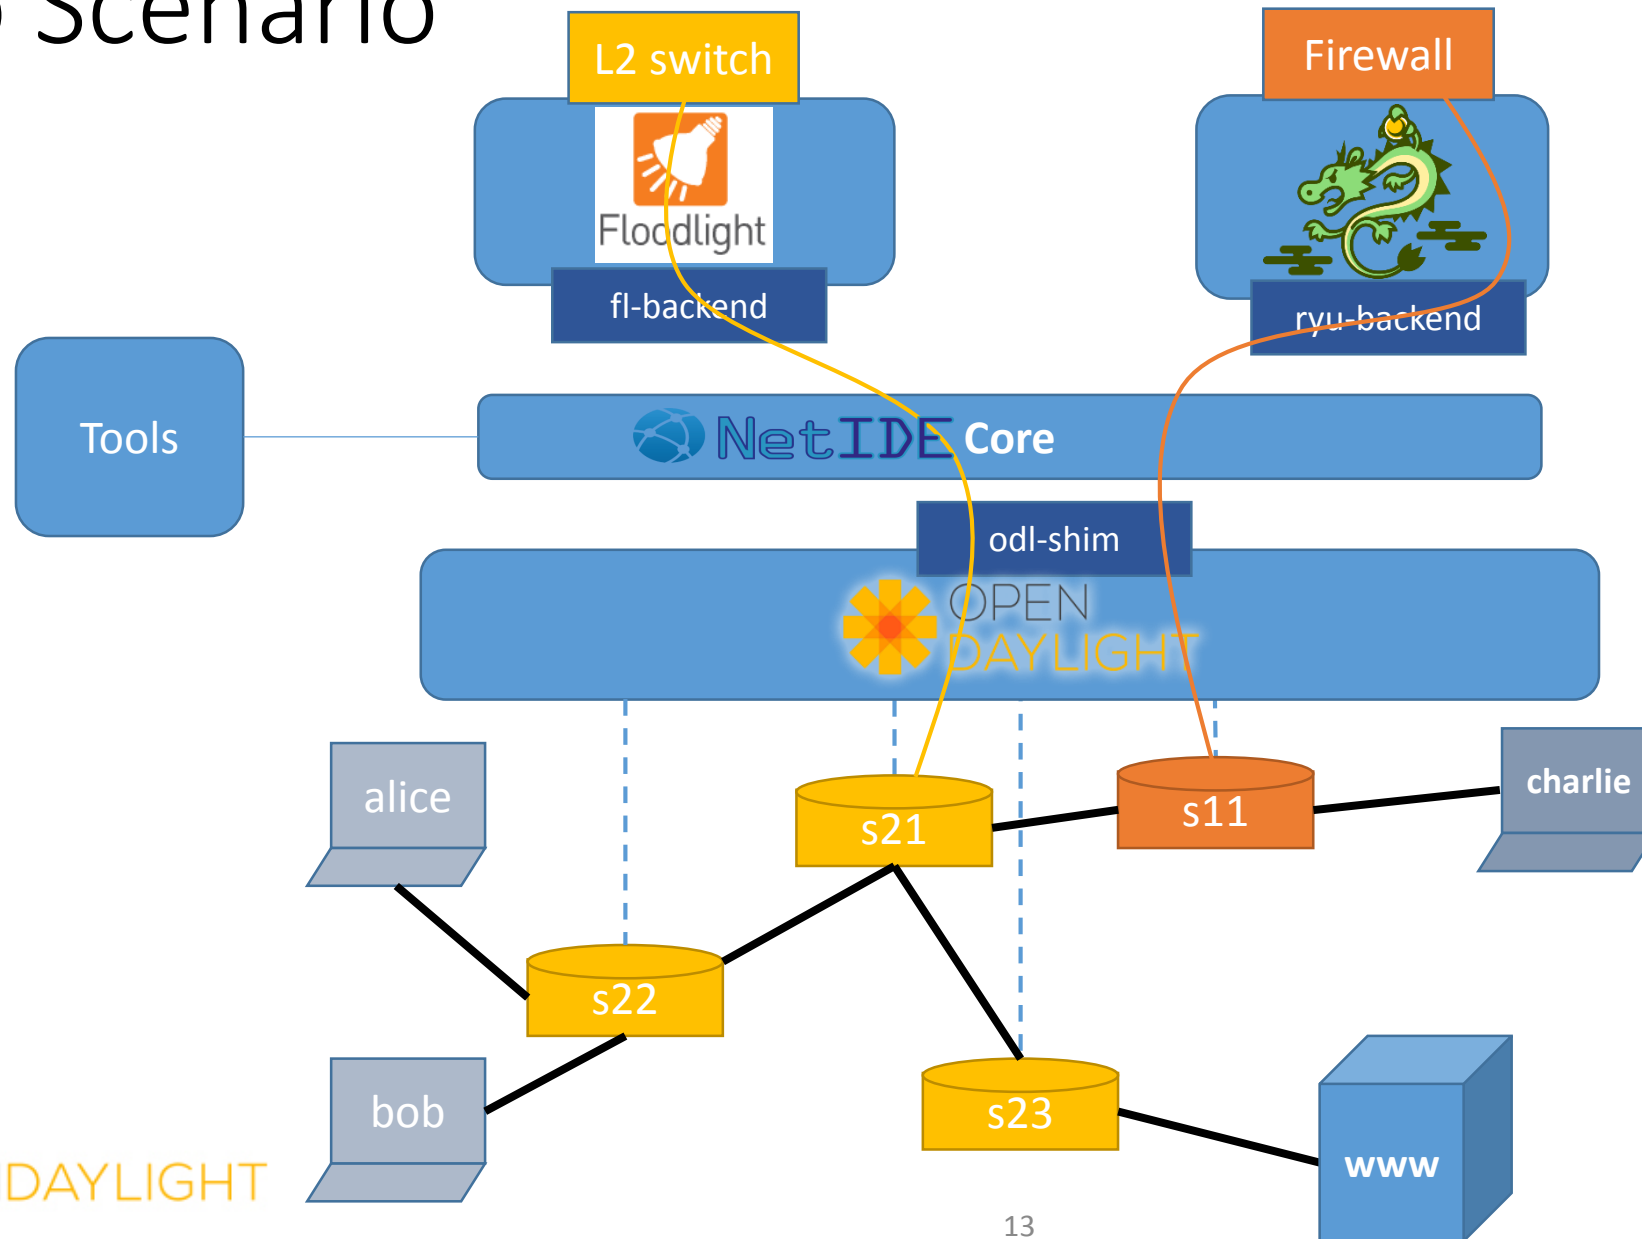 Scenario
L2 switch
Firewall
Floodlight
fl-backend
ryu-backend
Tools
NetIDE Core
odl-shim
OPEN
DAYLIGHT
alice
charlie
s21
s11
s22
bob
s23
www
DAYLIGHT
13